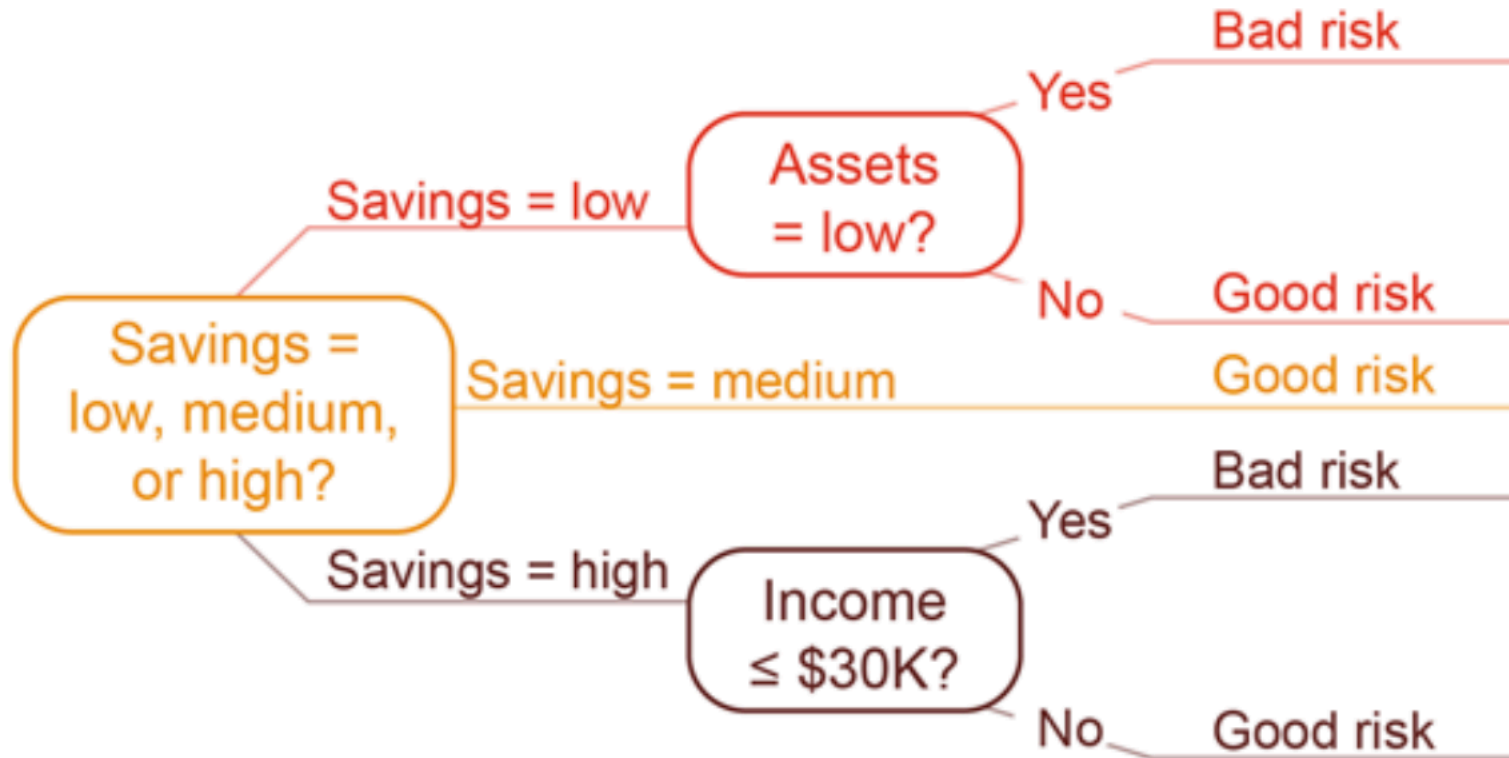 Bad risk
Yes
Assets
= low?
Savings = low
No
Good risk
Savings =
low, medium,
or high?
Savings = medium
Good risk
Bad risk
Yes
Savings = high
Income
≤ $30K?
No
Good risk